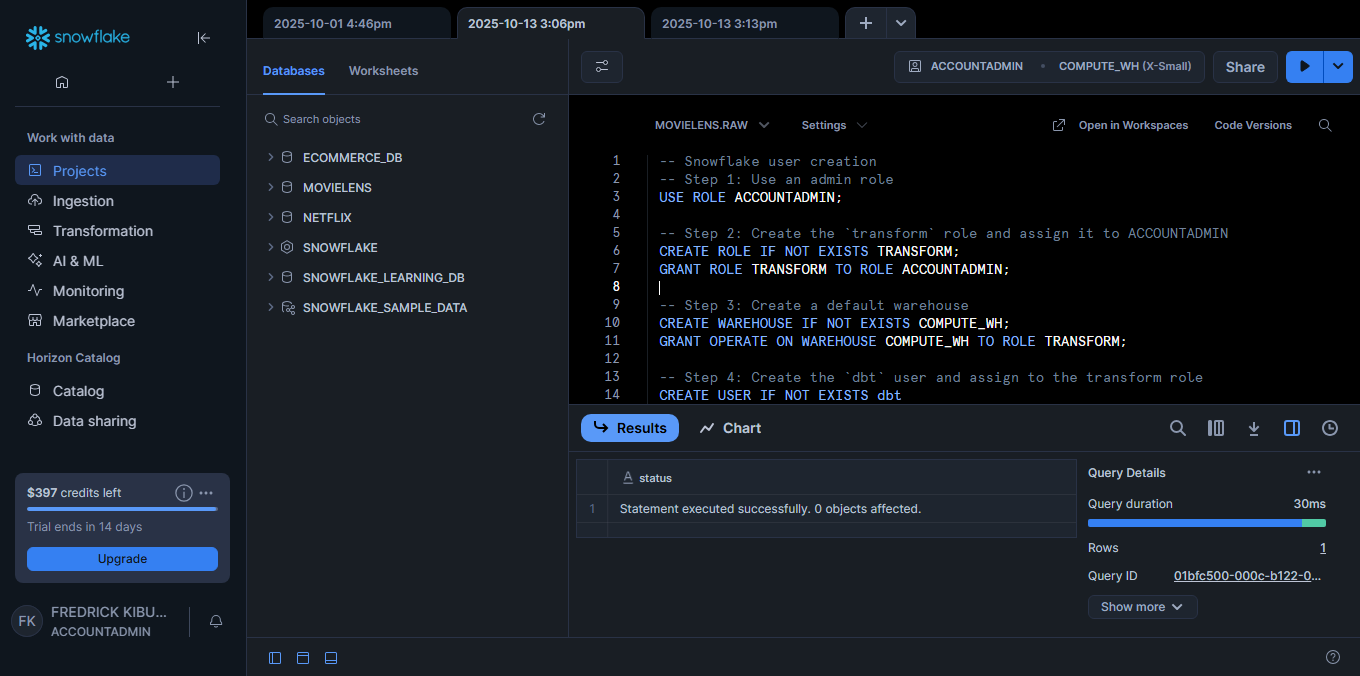 snowflake
Work with data
Projects
Ingestion
Transformation
AI & ML
Monitoring
Marketplace
Horizon Catalog
Catalog
Data sharing
$397 credits left
Trial ends in 14 days
Upgrade
FK
FREDRICK KIBU...
ACCOUNTADMIN
2025-10-01 4:46pm
2025-10-13 3:06pm
2025-10-13 3:13pm
Databases Worksheets
Search objects
ECOMMERCE_DB
MOVIELENS
NETFLIX
SNOWFLAKE
SNOWFLAKE_LEARNING_DB
SNOWFLAKE_SAMPLE_DATA
ACCOUNTADMIN COMPUTE_WH (X-Small)
Share
MOVIELENS.RAW Settings Open in Workspaces Code Versions
1 -- Snowflake user creation
2 -- Step 1: Use an admin role
3 USE ROLE ACCOUNTADMIN;
4
5 -- Step 2: Create the `transform` role and assign it to ACCOUNTADMIN
6 CREATE ROLE IF NOT EXISTS TRANSFORM;
7 GRANT ROLE TRANSFORM TO ROLE ACCOUNTADMIN;
8
9 -- Step 3: Create a default warehouse
10 CREATE WAREHOUSE IF NOT EXISTS COMPUTE_WH;
11 GRANT OPERATE ON WAREHOUSE COMPUTE_WH TO ROLE TRANSFORM;
12
13 -- Step 4: Create the `dbt` user and assign to the transform role
14 CREATE USER IF NOT EXISTS dbt
Results Chart
A status
1 Statement executed successfully. 0 objects affected.
Query Details
Query duration 30ms
Rows 1
Query ID 01bfc500-000c-b122-0...
Show more